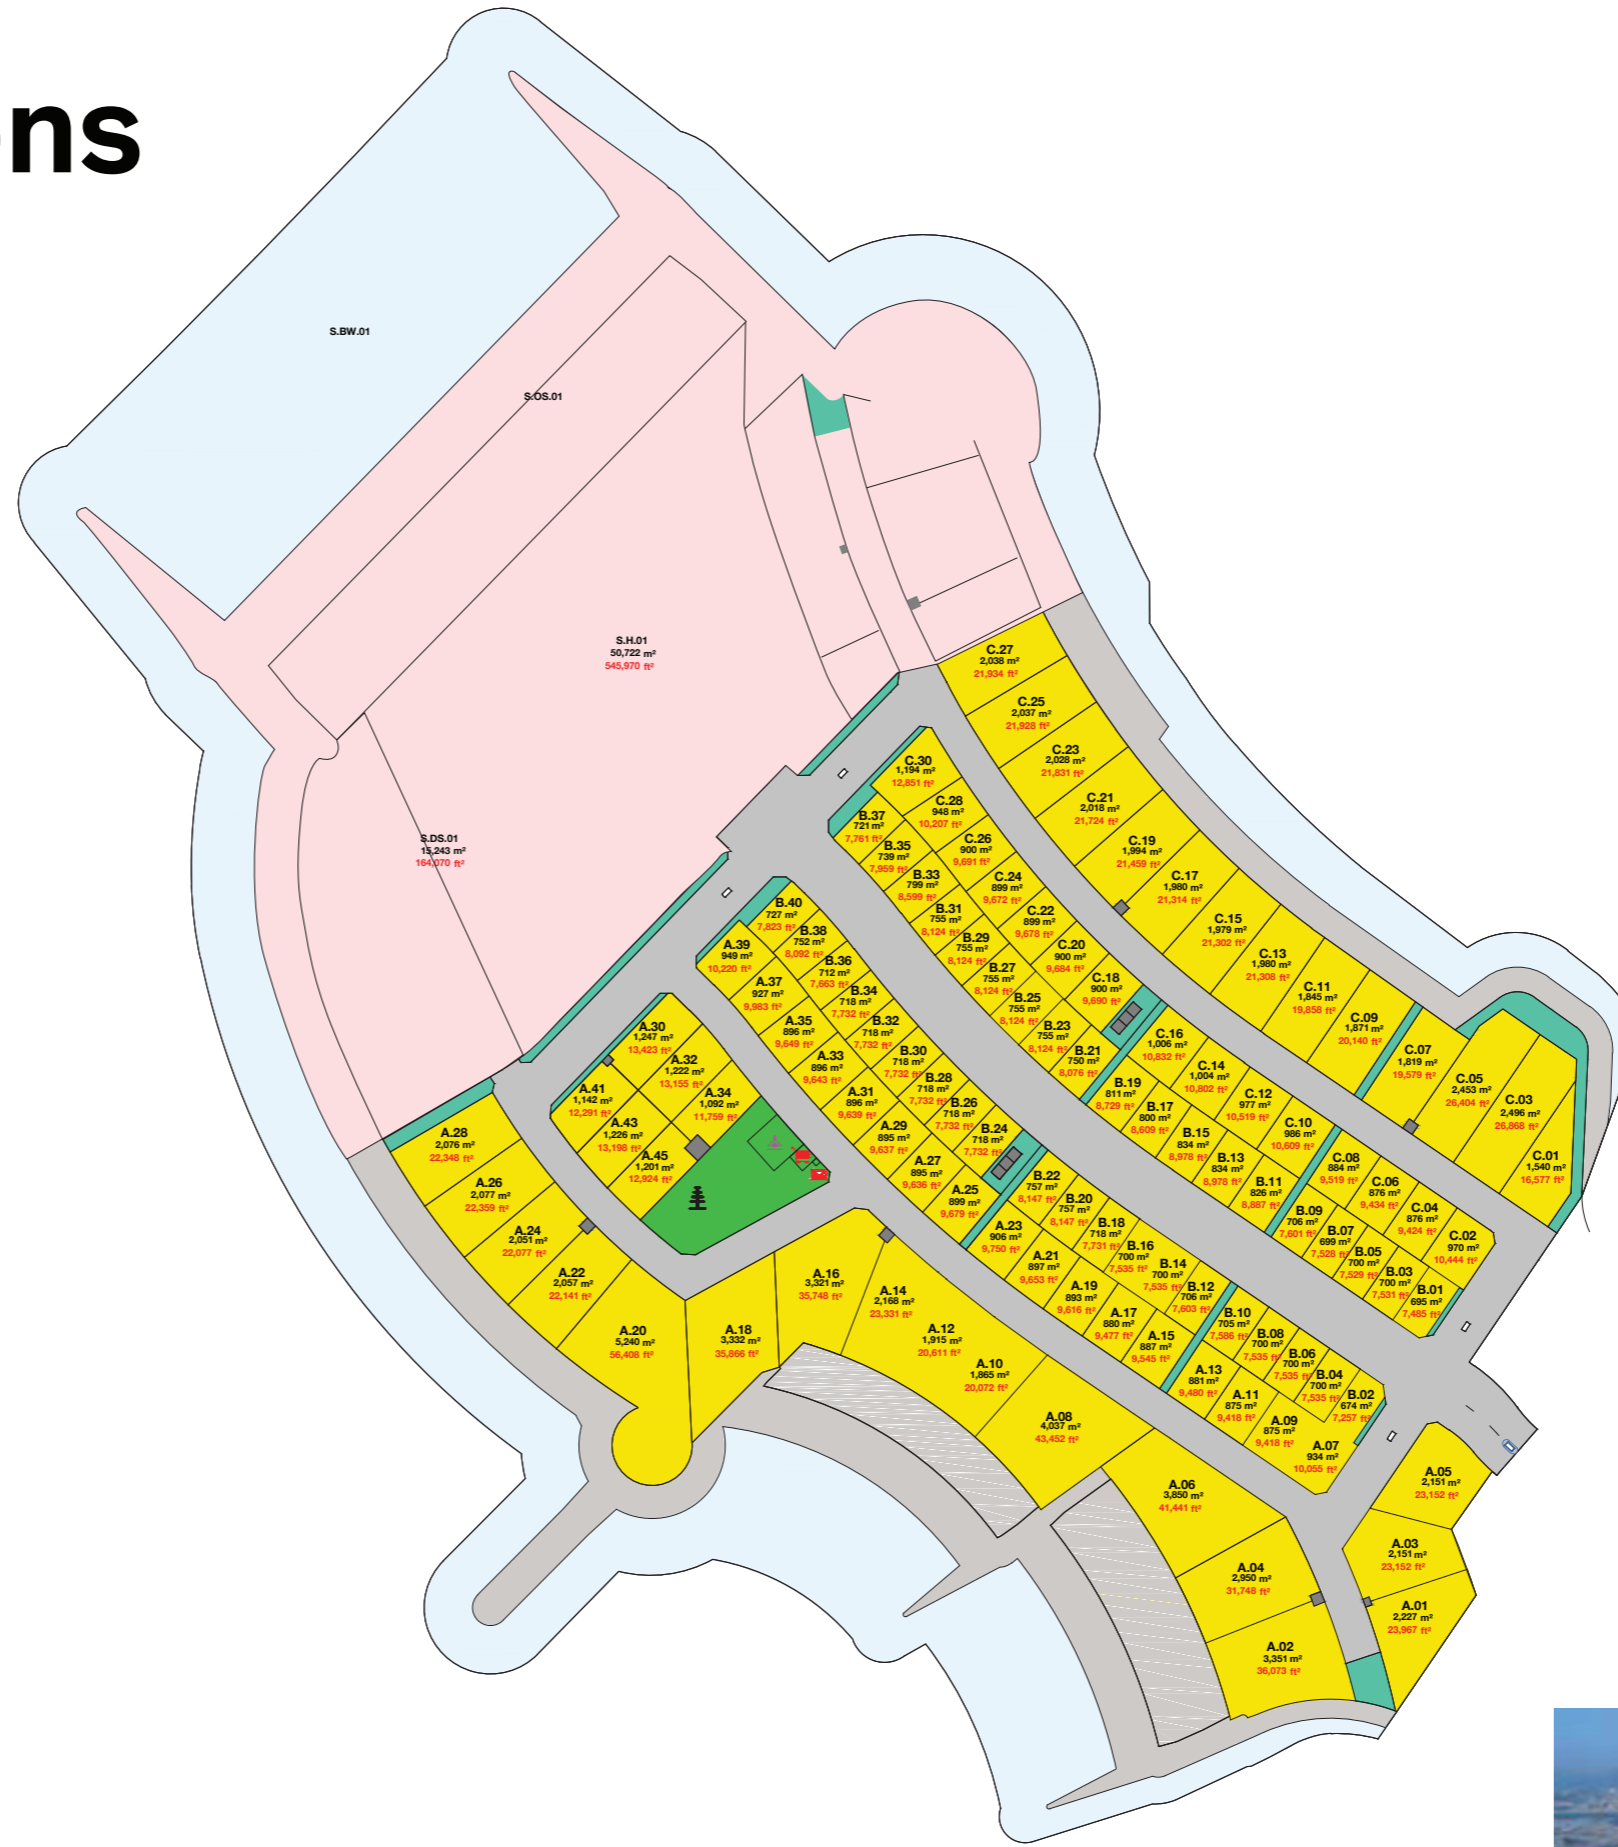 ns
S.BW.01
S.OS.01
S.H.01
50,722 m²
545,970 ft²
S.DS.01
15,243 m²
164,070 ft²
C.27
2,038 m²
21,934 ft²
C.25
2,037 m²
21,928 ft²
C.23
2,028 m²
21,831 ft²
C.21
2,018 m²
21,724 ft²
C.19
1,994 m²
21,459 ft²
C.17
1,980 m²
21,314 ft²
C.15
1,979 m²
21,302 ft²
C.13
1,980 m²
21,308 ft²
C.11
1,845 m²
19,858 ft²
C.09
1,871 m²
20,140 ft²
C.07
1,819 m²
19,579 ft²
C.05
2,453 m²
26,404 ft²
C.03
2,496 m²
26,868 ft²
C.01
1,540 m²
16,577 ft²
C.30
1,194 m²
12,851 ft²
C.28
948 m²
10,207 ft²
C.26
900 m²
9,691 ft²
C.24
899 m²
9,672 ft²
C.22
899 m²
9,678 ft²
C.20
900 m²
9,684 ft²
C.18
900 m²
9,690 ft²
C.16
1,006 m²
10,832 ft²
C.14
1,004 m²
10,802 ft²
C.12
977 m²
10,519 ft²
C.10
986 m²
10,609 ft²
C.08
884 m²
9,519 ft²
C.06
876 m²
9,434 ft²
C.04
876 m²
9,424 ft²
C.02
970 m²
10,444 ft²
B.37
721 m²
7,761 ft²
B.35
739 m²
7,959 ft²
B.33
799 m²
8,599 ft²
B.31
755 m²
8,124 ft²
B.29
755 m²
8,124 ft²
B.27
755 m²
8,124 ft²
B.25
755 m²
8,124 ft²
B.23
755 m²
8,124 ft²
B.21
750 m²
8,076 ft²
B.19
811 m²
8,729 ft²
B.17
800 m²
8,609 ft²
B.15
834 m²
8,978 ft²
B.13
834 m²
8,978 ft²
B.11
826 m²
8,887 ft²
B.09
706 m²
7,601 ft²
B.07
699 m²
7,528 ft²
B.05
700 m²
7,529 ft²
B.03
700 m²
7,531 ft²
B.01
695 m²
7,485 ft²
B.40
727 m²
7,823 ft²
B.38
752 m²
8,092 ft²
B.36
712 m²
7,663 ft²
B.34
718 m²
7,732 ft²
B.32
718 m²
7,732 ft²
B.30
718 m²
7,732 ft²
B.28
718 m²
7,732 ft²
B.26
718 m²
7,732 ft²
B.24
718 m²
7,732 ft²
B.22
757 m²
8,147 ft²
B.20
757 m²
8,147 ft²
B.18
718 m²
7,731 ft²
B.16
700 m²
7,535 ft²
B.14
700 m²
7,535 ft²
B.12
706 m²
7,603 ft²
B.10
705 m²
7,586 ft²
B.08
700 m²
7,535 ft²
B.06
700 m²
7,535 ft²
B.04
700 m²
7,535 ft²
B.02
674 m²
7,257 ft²
A.39
949 m²
10,220 ft²
A.37
927 m²
9,983 ft²
A.35
896 m²
9,649 ft²
A.33
896 m²
9,643 ft²
A.31
896 m²
9,639 ft²
A.29
895 m²
9,637 ft²
A.27
895 m²
9,636 ft²
A.25
899 m²
9,679 ft²
A.23
906 m²
9,750 ft²
A.21
897 m²
9,653 ft²
A.19
893 m²
9,616 ft²
A.17
880 m²
9,477 ft²
A.15
887 m²
9,545 ft²
A.13
881 m²
9,480 ft²
A.11
875 m²
9,418 ft²
A.09
875 m²
9,418 ft²
A.07
934 m²
10,055 ft²
A.30
1,247 m²
13,423 ft²
A.32
1,222 m²
13,155 ft²
A.34
1,092 m²
11,759 ft²
A.41
1,142 m²
12,291 ft²
A.43
1,226 m²
13,198 ft²
A.45
1,201 m²
12,924 ft²
A.28
2,076 m²
22,348 ft²
A.26
2,077 m²
22,359 ft²
A.24
2,051 m²
22,077 ft²
A.22
2,057 m²
22,141 ft²
A.20
5,240 m²
56,408 ft²
A.18
3,332 m²
35,866 ft²
A.16
3,321 m²
35,748 ft²
A.14
2,168 m²
23,331 ft²
A.12
1,915 m²
20,611 ft²
A.10
1,865 m²
20,072 ft²
A.08
4,037 m²
43,452 ft²
A.06
3,850 m²
41,441 ft²
A.04
2,950 m²
31,748 ft²
A.02
3,351 m²
36,073 ft²
A.05
2,151 m²
23,152 ft²
A.03
2,151 m²
23,152 ft²
A.01
2,227 m²
23,967 ft²